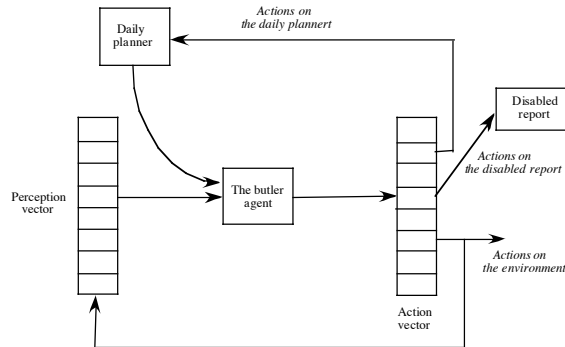 Actions on
the daily plannert
Daily
planner
Disabled
report
Actions on
the disabled report
Perception
vector
The butler
agent
Actions on
the environment
Action
vector